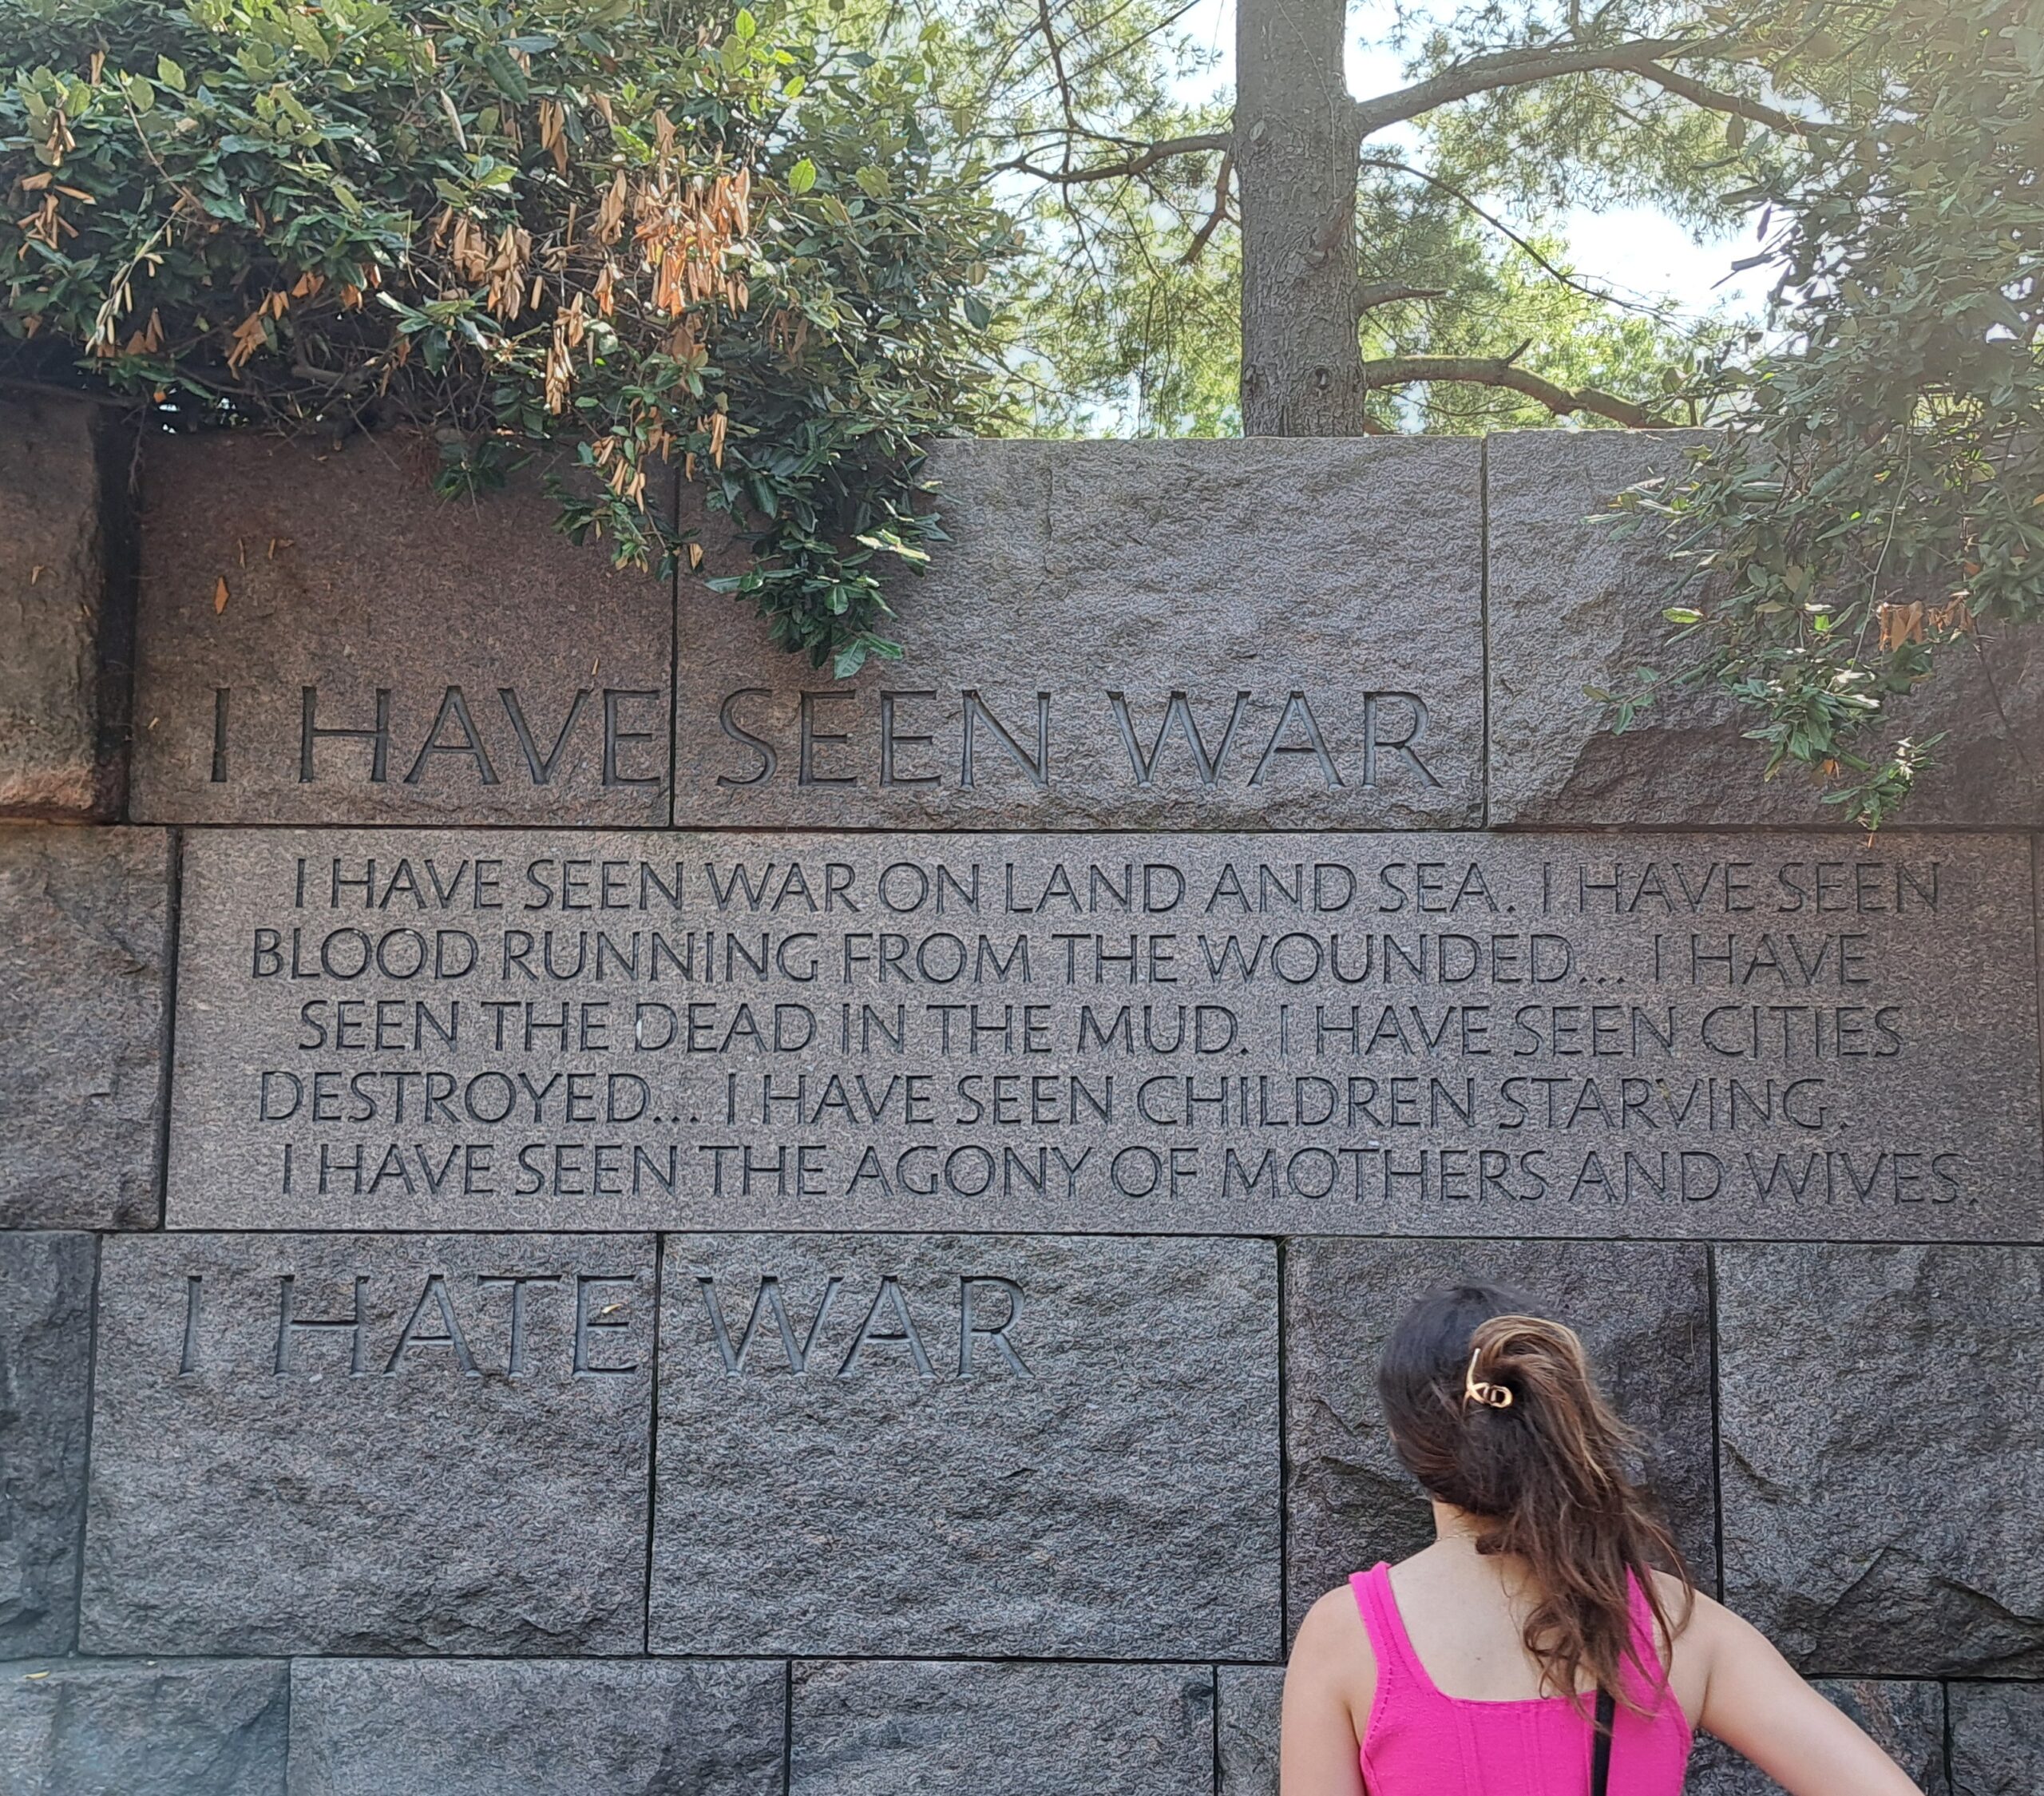 I HAVE SEEN WAR
I HAVE SEEN WAR ON LAND AND SEA. I HAVE SEEN
BLOOD RUNNING FROM THE WOUNDED... I HAVE
SEEN THE DEAD IN THE MUD. I HAVE SEEN CITIES
DESTROYED... I HAVE SEEN CHILDREN STARVING.
I HAVE SEEN THE AGONY OF MOTHERS AND WIVES.
I HATE WAR